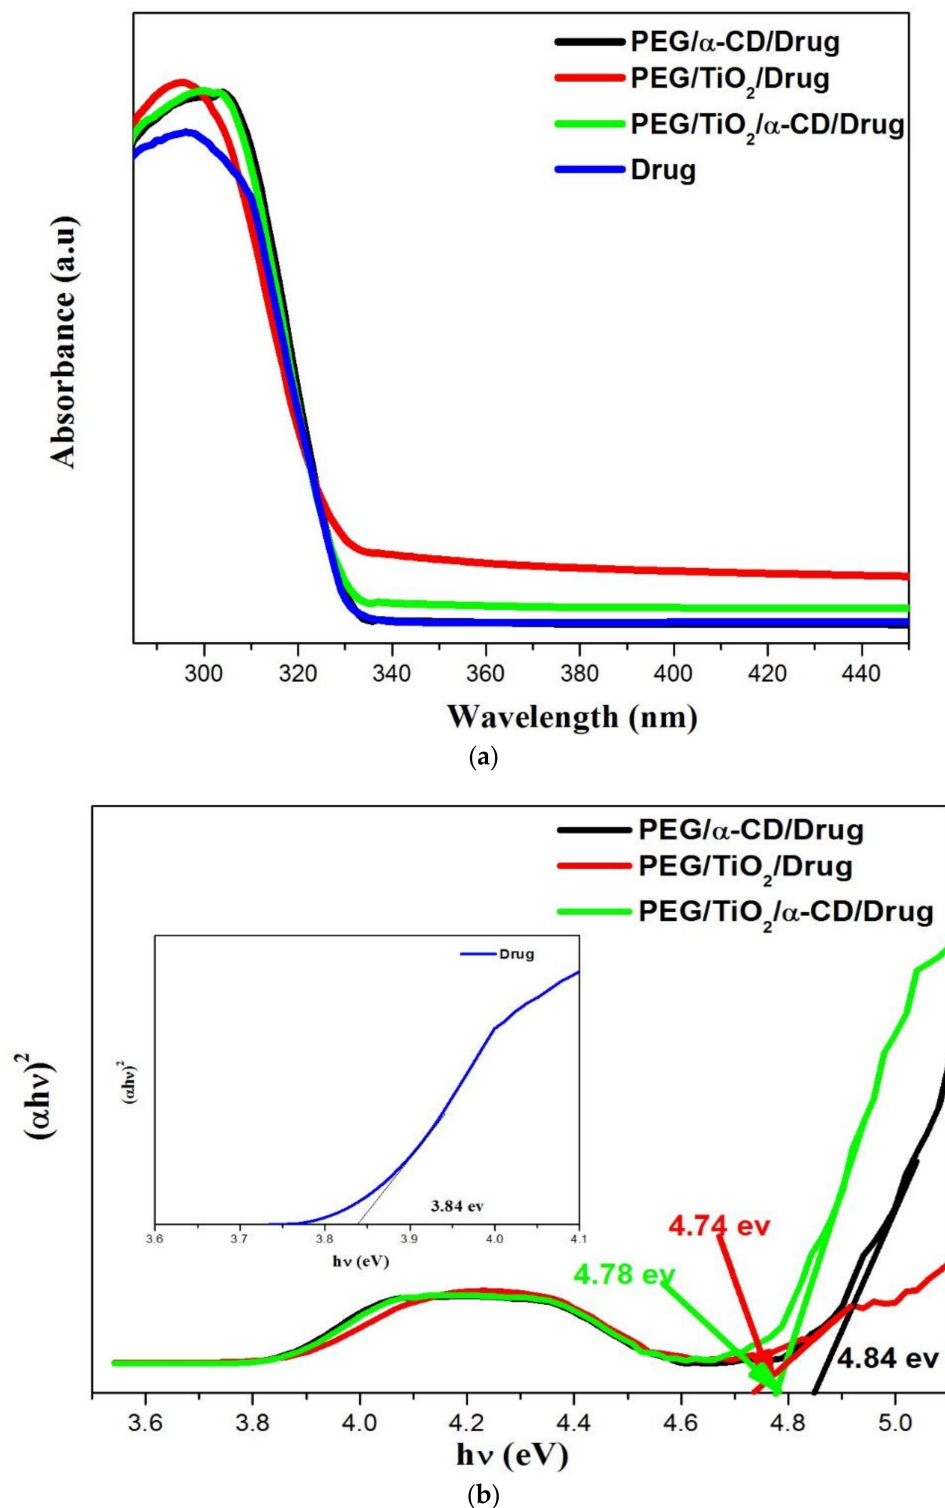 PEG/α-CD/Drug
PEG/TiO₂/Drug
PEG/TiO₂/α-CD/Drug
Drug
Absorbance (a.u)
300 320 340 360 380 400 420 440
Wavelength (nm)
(a)
PEG/α-CD/Drug
PEG/TiO₂/Drug
PEG/TiO₂/α-CD/Drug
Drug
(αhν)²
3.84 ev
3.6 3.7 3.8 3.9 4.0 4.1
hν (eV)
(αhν)²
4.74 ev
4.78 ev
4.84 ev
3.6 3.8 4.0 4.2 4.4 4.6 4.8 5.0
hν (eV)
(b)